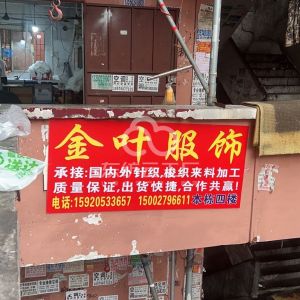 金叶服饰
承接:国内外针织,梭织来料加工
质量保证,出货快捷,合作共赢!
电话:15920533657 15002796611 本栋四楼